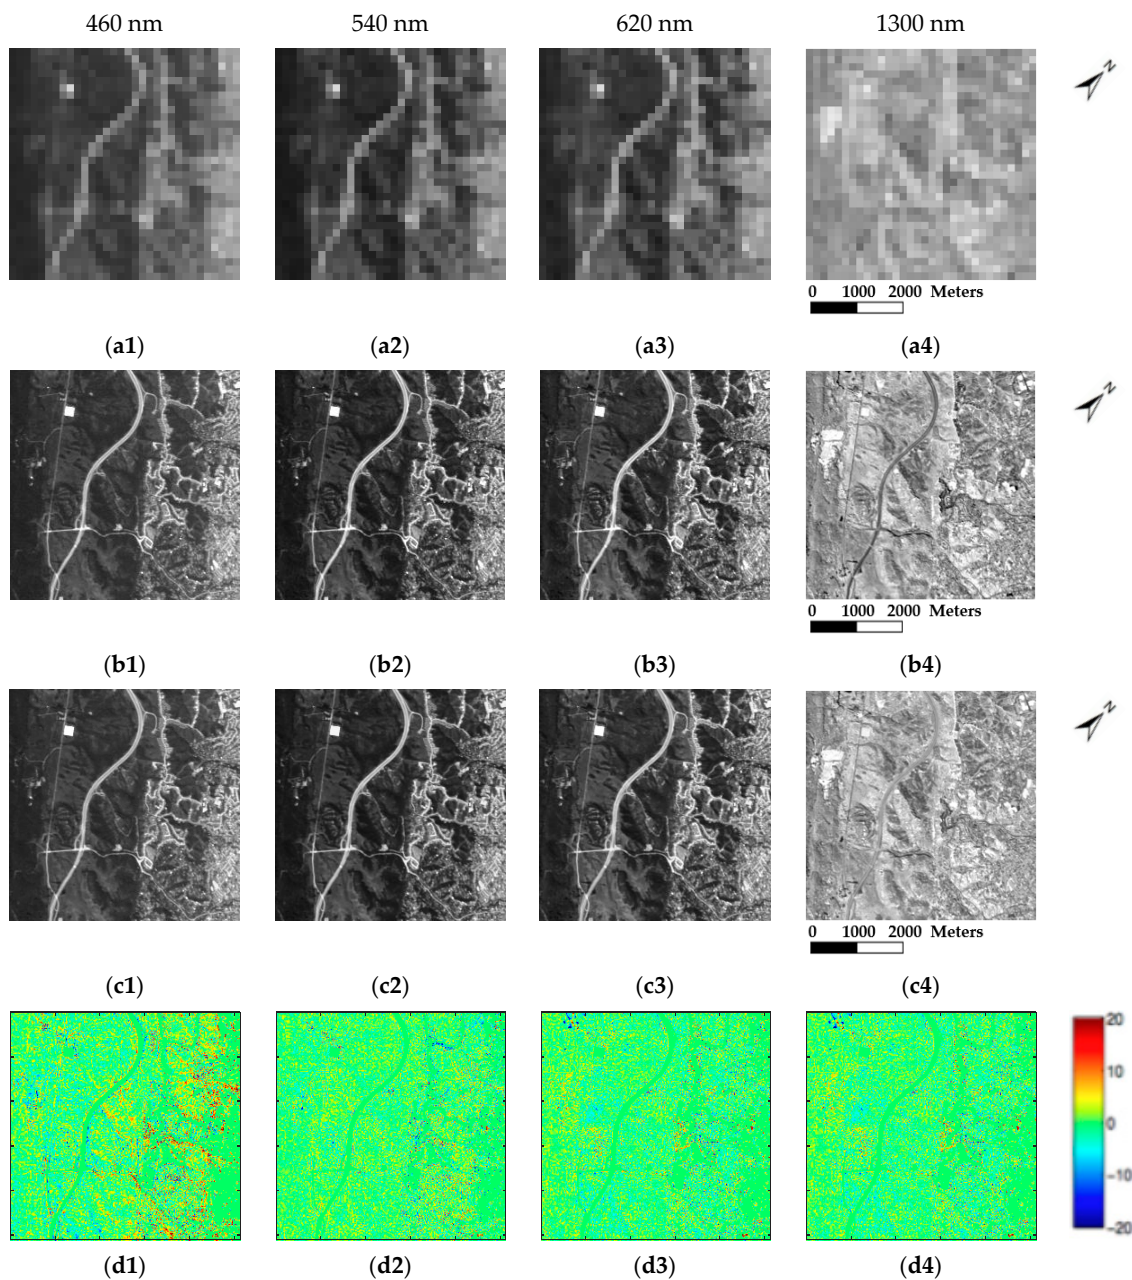 460 nm 540 nm 620 nm 1300 nm
N
0 1000 2000 Meters
(a1) (a2) (a3) (a4)
N
0 1000 2000 Meters
(b1) (b2) (b3) (b4)
N
0 1000 2000 Meters
(c1) (c2) (c3) (c4)
20
10
0
-10
-20
(d1) (d2) (d3) (d4)